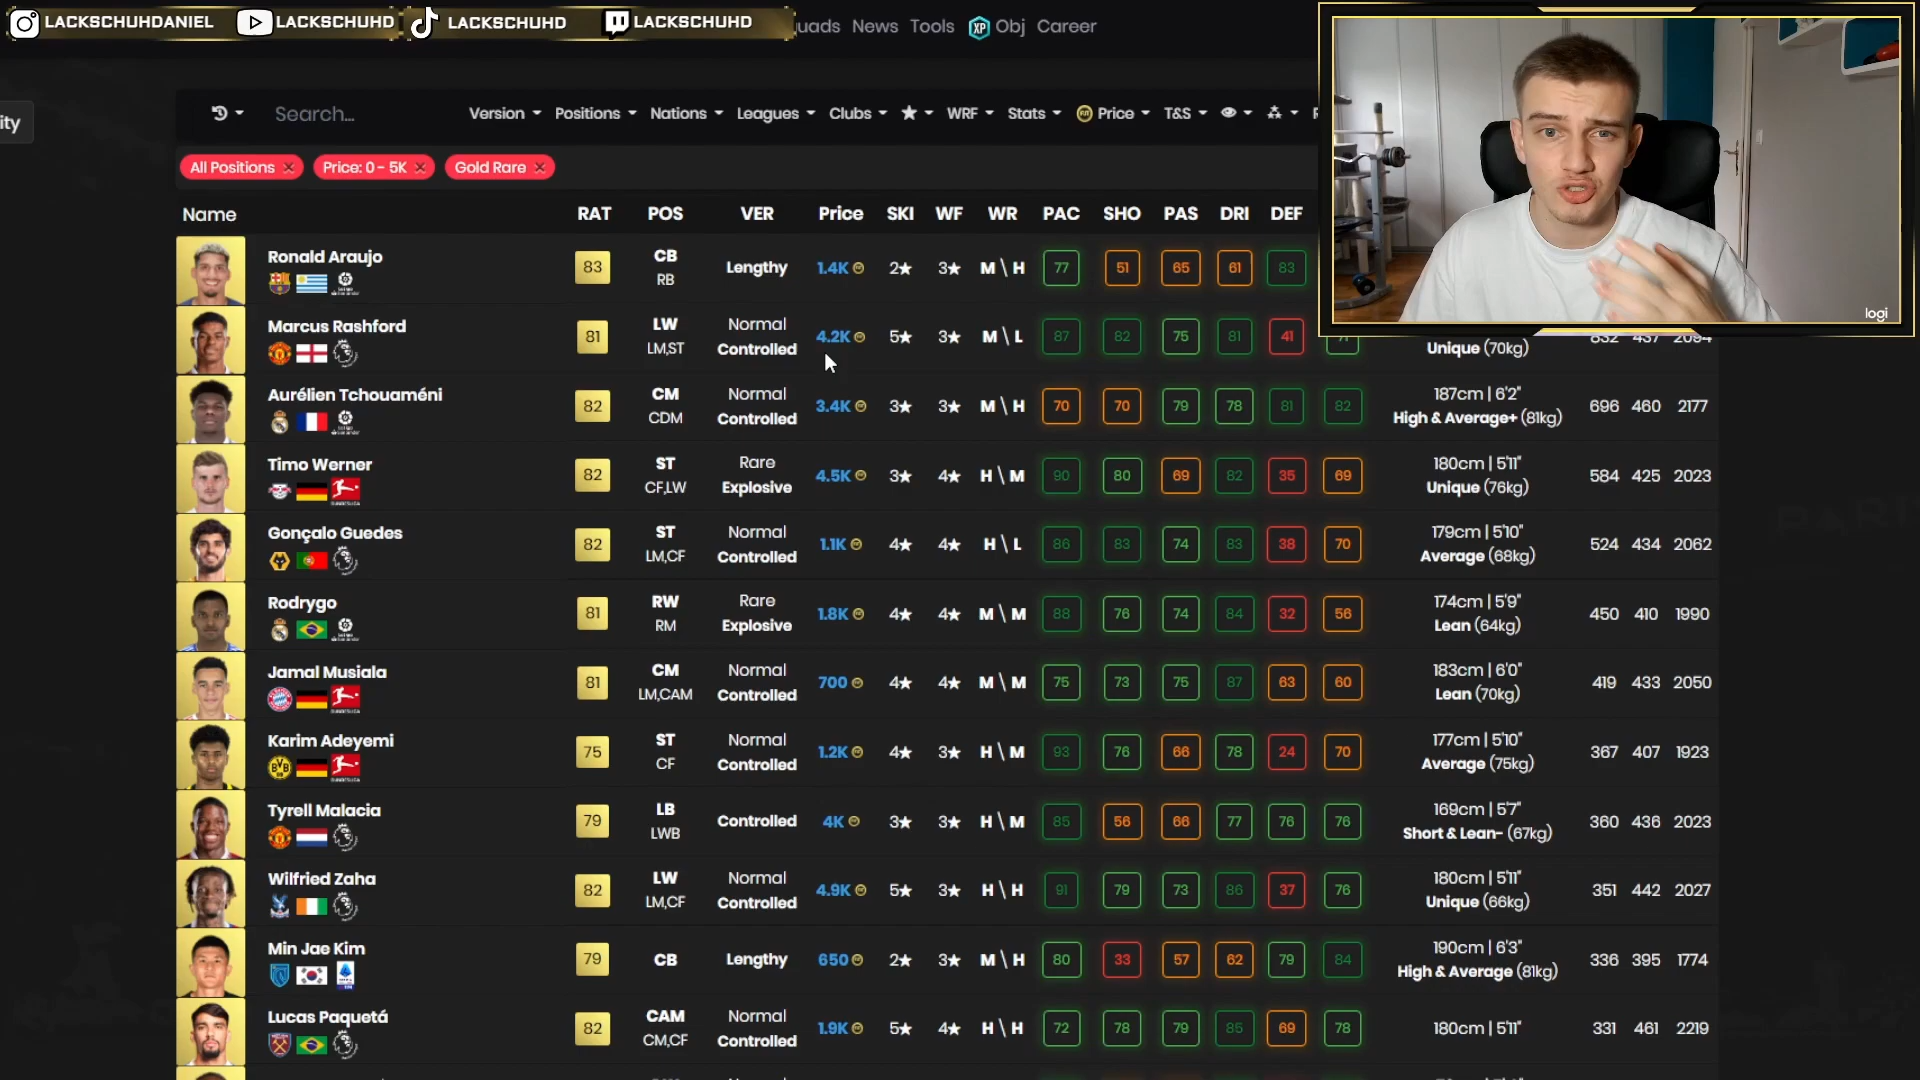 LACKSCHUHDANIEL LACKSCHUHD LACKSCHUHD LACKSCHUHD
News Tools XP Obj Career
Search... Version Positions Nations Leagues Clubs WRF Stats Price T&S
All Positions × Price: 0 - 5K × Gold Rare ×
Name RAT POS VER Price SKI WF WR PAC SHO PAS DRI DEF
Ronald Araujo 83 CB RB Lengthy 1.4K 2★ 3★ M \ H 77 51 65 61 83
Marcus Rashford 81 LW LM,ST Normal Controlled 4.2K 5★ 3★ M \ L 87 82 75 81 41 Unique (70kg)
Aurélien Tchouaméni 82 CM CDM Normal Controlled 3.4K 3★ 3★ M \ H 70 70 79 78 81 82 187cm | 6'2" High & Average+ (81kg) 696 460 2177
Timo Werner 82 ST CF,LW Rare Explosive 4.5K 3★ 4★ H \ M 90 80 69 82 35 69 180cm | 5'11" Unique (76kg) 584 425 2023
Gonçalo Guedes 82 ST LM,CF Normal Controlled 1.1K 4★ 4★ H \ L 86 83 74 83 38 70 179cm | 5'10" Average (68kg) 524 434 2062
Rodrygo 81 RW RM Rare Explosive 1.8K 4★ 4★ M \ M 88 76 74 84 32 56 174cm | 5'9" Lean (64kg) 450 410 1990
Jamal Musiala 81 CM LM,CAM Normal Controlled 700 4★ 4★ M \ M 75 73 75 87 63 60 183cm | 6'0" Lean (70kg) 419 433 2050
Karim Adeyemi 75 ST CF Normal Controlled 1.2K 4★ 3★ H \ M 93 76 66 78 24 70 177cm | 5'10" Average (75kg) 367 407 1923
Tyrell Malacia 79 LB LWB Controlled 4K 3★ 3★ H \ M 85 56 66 77 76 76 169cm | 5'7" Short & Lean- (67kg) 360 436 2023
Wilfried Zaha 82 LW LM,CF Normal Controlled 4.9K 5★ 3★ H \ H 91 79 73 86 37 76 180cm | 5'11" Unique (66kg) 351 442 2027
Min Jae Kim 79 CB Lengthy 650 2★ 3★ M \ H 80 33 57 62 79 84 190cm | 6'3" High & Average (81kg) 336 395 1774
Lucas Paquetá 82 CAM CM,CF Normal Controlled 1.9K 5★ 4★ H \ H 72 78 79 85 69 78 180cm | 5'11" 331 461 2219
logi